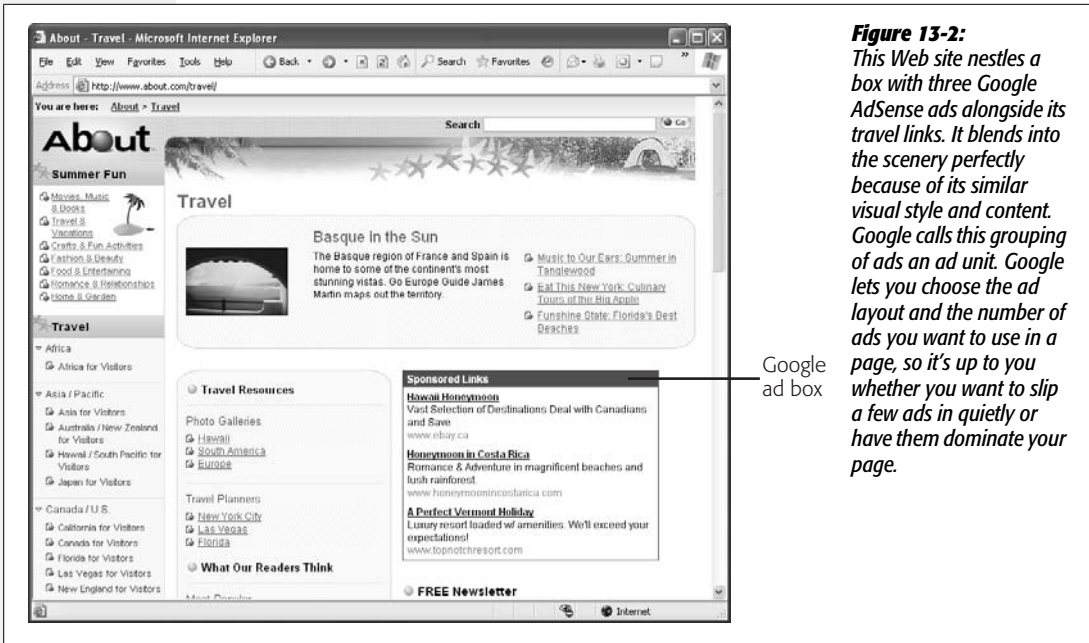 About - Travel - Microsoft Internet Explorer
File Edit View Favorites Tools Help Back Search Favorites
Address http://www.about.com/travel/
You are here: About > Travel
Search Go
About
Summer Fun
Movies, Music
& Books
Travel &
Vacations
Crafts & Fun Activities
Fashion & Beauty
Food & Entertaining
Romance & Relationships
Home & Garden
Travel
Africa
Africa for Visitors
Asia / Pacific
Asia for Visitors
Australia / New Zealand
for Visitors
Hawaii / South Pacific for
Visitors
Japan for Visitors
Canada / U.S.
California for Visitors
Canada for Visitors
Florida for Visitors
Las Vegas for Visitors
New England for Visitors
Travel
Basque in the Sun
The Basque region of France and Spain is
home to some of the continent's most
stunning vistas. Go Europe Guide James
Martin maps out the territory.
Music to Our Ears: Summer in
Tanglewood
Eat This New York: Culinary
Tours of the Big Apple
Funshine State: Florida's Best
Beaches
Travel Resources
Photo Galleries
Hawaii
South America
Europe
Travel Planners
New York City
Las Vegas
Florida
What Our Readers Think
Most Popular
Sponsored Links
Hawaii Honeymoon
Vast Selection of Destinations Deal with Canadians
and Save
www.ebay.ca
Honeymoon in Costa Rica
Romance & Adventure in magnificent beaches and
lush rainforest.
www.honeymoonincostarica.com
A Perfect Vermont Holiday
Luxury resort loaded w/ amenities. We'll exceed your
expectations!
www.topnotchresort.com
FREE Newsletter
Internet
Google
ad box
Figure 13-2:
This Web site nestles a
box with three Google
AdSense ads alongside its
travel links. It blends into
the scenery perfectly
because of its similar
visual style and content.
Google calls this grouping
of ads an ad unit. Google
lets you choose the ad
layout and the number of
ads you want to use in a
page, so it's up to you
whether you want to slip
a few ads in quietly or
have them dominate your
page.